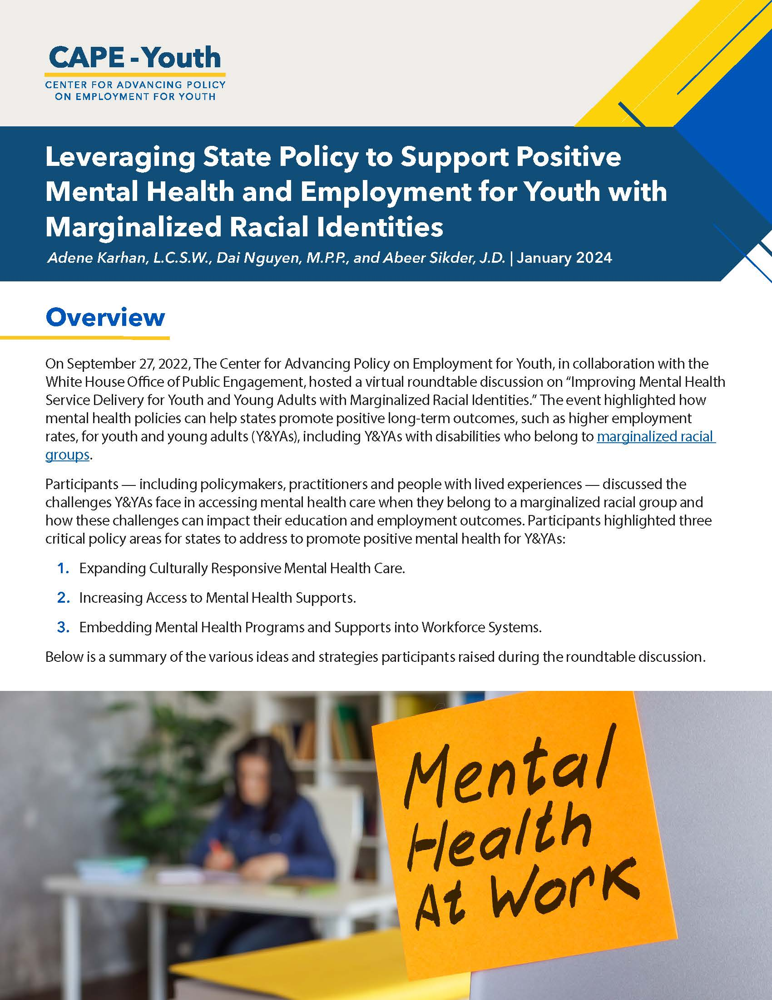 CAPE - Youth
CENTER FOR ADVANCING POLICY
ON EMPLOYMENT FOR YOUTH
Leveraging State Policy to Support Positive
Mental Health and Employment for Youth with
Marginalized Racial Identities
Adene Karhan, L.C.S.W., Dai Nguyen, M.P.P., and Abeer Sikder, J.D. | January 2024
Overview
On September 27, 2022, The Center for Advancing Policy on Employment for Youth, in collaboration with the
White House Office of Public Engagement, hosted a virtual roundtable discussion on “Improving Mental Health
Service Delivery for Youth and Young Adults with Marginalized Racial Identities.” The event highlighted how
mental health policies can help states promote positive long-term outcomes, such as higher employment
rates, for youth and young adults (Y&YAs), including Y&YAs with disabilities who belong to marginalized racial
groups.
Participants — including policymakers, practitioners and people with lived experiences — discussed the
challenges Y&YAs face in accessing mental health care when they belong to a marginalized racial group and
how these challenges can impact their education and employment outcomes. Participants highlighted three
critical policy areas for states to address to promote positive mental health for Y&YAs:
1. Expanding Culturally Responsive Mental Health Care.
2. Increasing Access to Mental Health Supports.
3. Embedding Mental Health Programs and Supports into Workforce Systems.
Below is a summary of the various ideas and strategies participants raised during the roundtable discussion.
Mental
Health
At Work